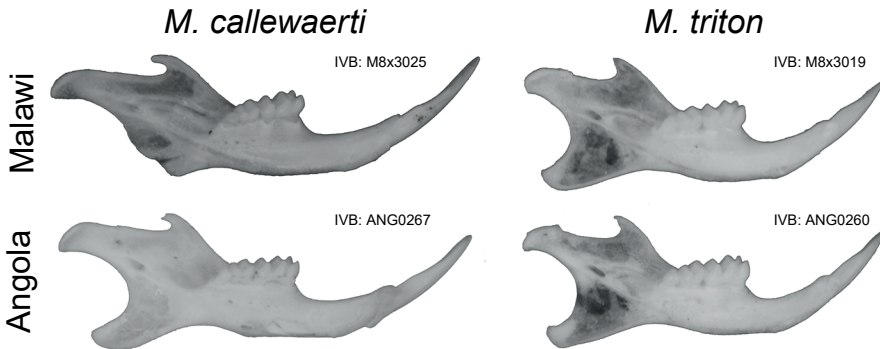 M. callewaerti
M. triton
Malawi
IVB: M8x3025
IVB: M8x3019
Angola
IVB: ANG0267
IVB: ANG0260